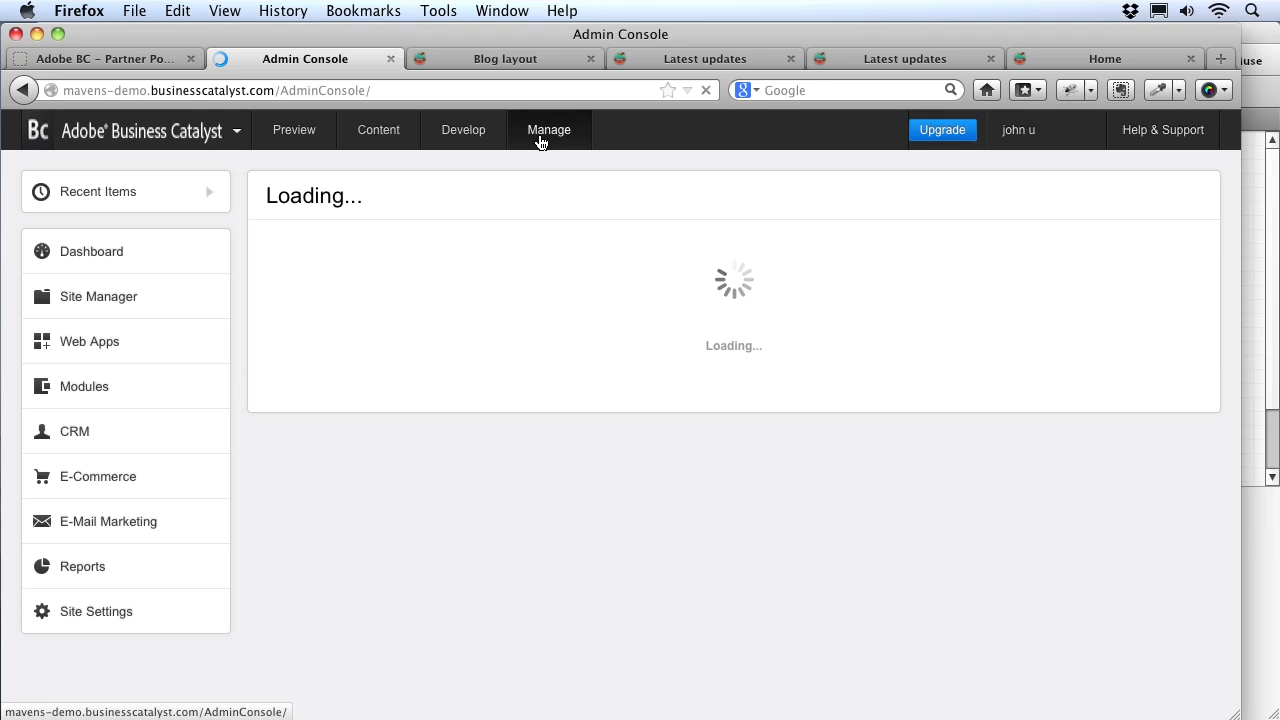 Firefox File Edit View History Bookmarks Tools Window Help
Admin Console
Adobe BC – Partner Po... Admin Console Blog layout Latest updates Latest updates Home
use
mavens-demo.businesscatalyst.com/AdminConsole/ Google
Bc Adobe® Business Catalyst Preview Content Develop Manage Upgrade john u Help & Support
Recent Items
Loading...
Dashboard
Site Manager
Web Apps
Loading...
Modules
CRM
E-Commerce
E-Mail Marketing
Reports
Site Settings
mavens-demo.businesscatalyst.com/AdminConsole/